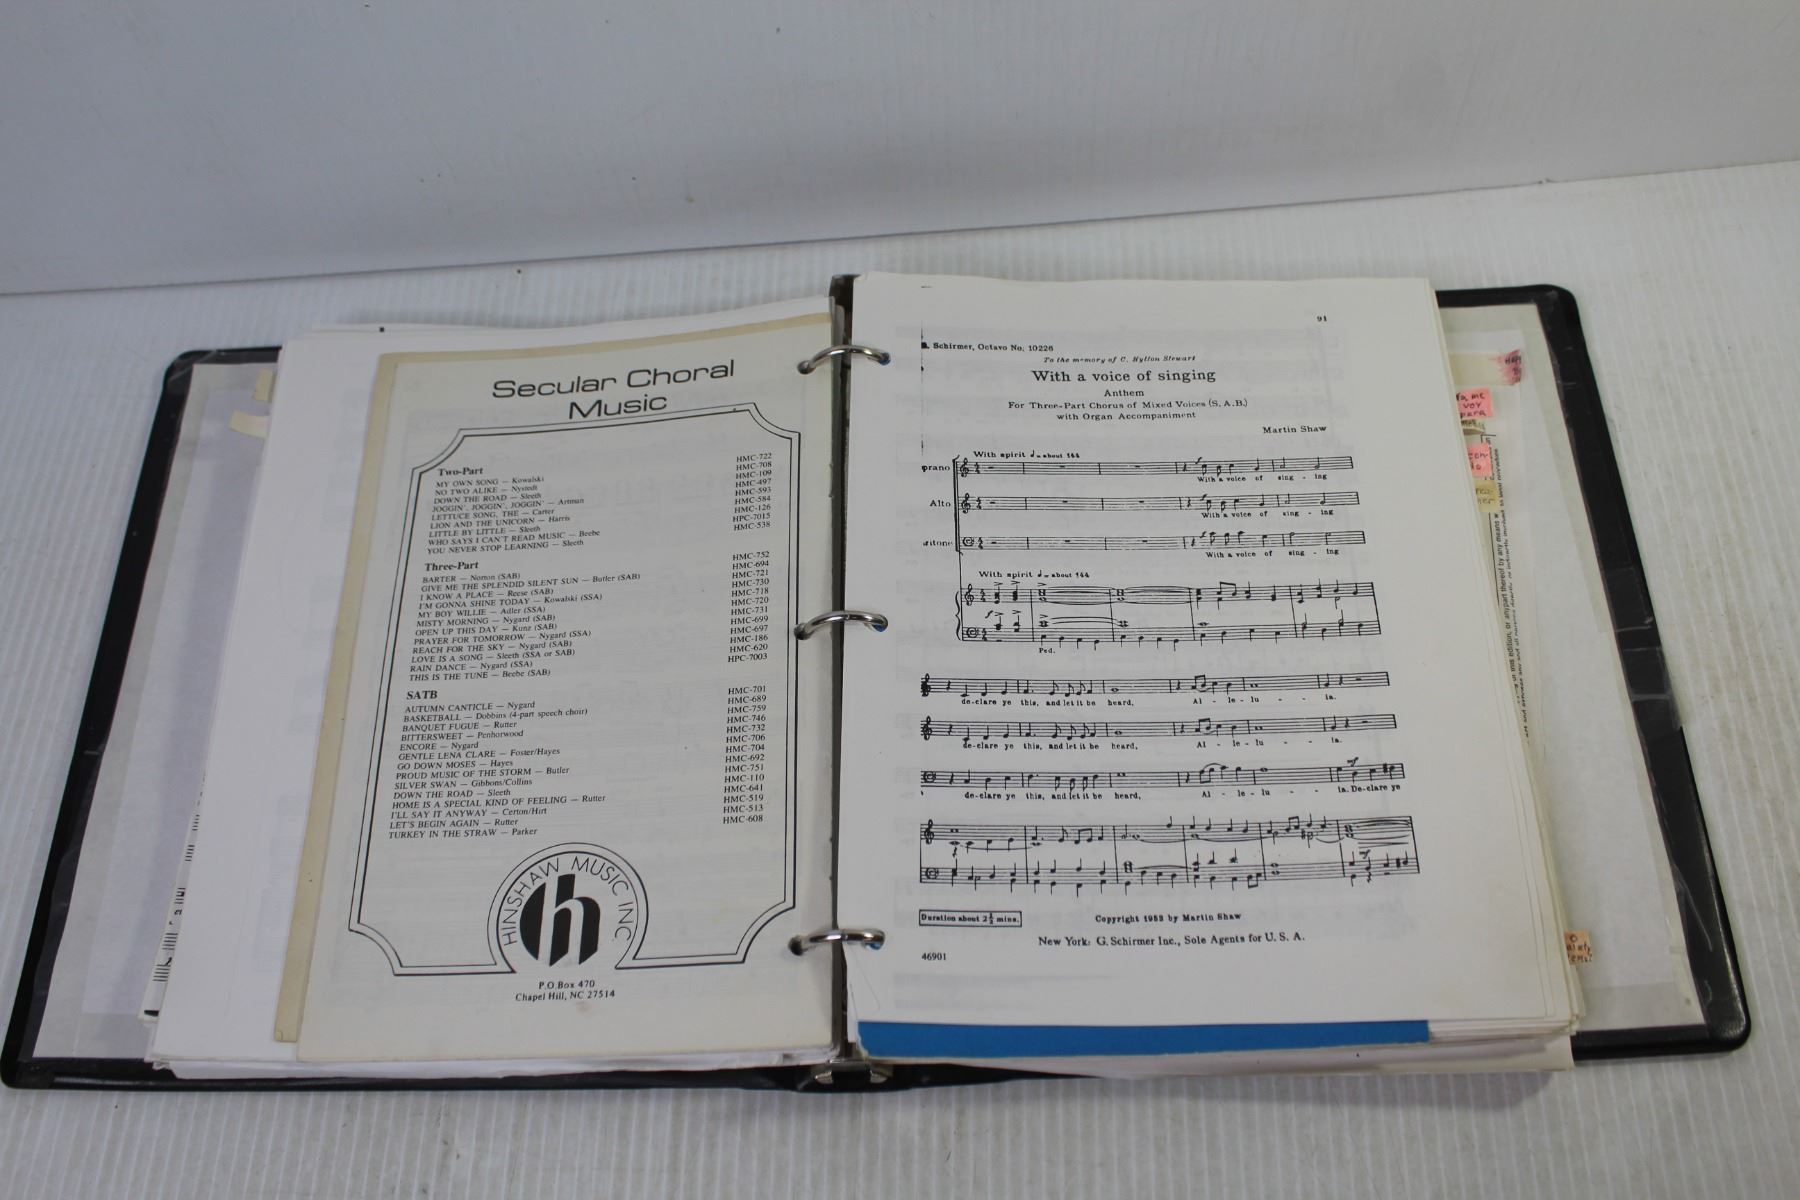 Secular Choral
Music
Two-Part
MY OWN SONG — Kowalski HMC-722
NO TWO ALIKE — Nystedt HMC-708
DOWN THE ROAD — Sleeth HMC-109
JOGGIN', JOGGIN', JOGGIN' — Artman HMC-497
LETTUCE SONG, THE — Carter HMC-593
LION AND THE UNICORN — Harris HMC-584
LITTLE BY LITTLE — Sleeth HMC-126
WHO SAYS I CAN'T READ MUSIC — Beebe HPC-7015
YOU NEVER STOP LEARNING — Sleeth HMC-538
Three-Part
BARTER — Norton (SAB) HMC-752
GIVE ME THE SPLENDID SILENT SUN — Butler (SAB) HMC-694
I KNOW A PLACE — Reese (SAB) HMC-721
I'M GONNA SHINE TODAY — Kowalski (SSA) HMC-730
MY BOY WILLIE — Adler (SSA) HMC-718
MISTY MORNING — Nygard (SAB) HMC-720
OPEN UP THIS DAY — Kunz (SAB) HMC-731
PRAYER FOR TOMORROW — Nygard (SSA) HMC-699
REACH FOR THE SKY — Nygard (SAB) HMC-697
LOVE IS A SONG — Sleeth (SSA or SAB) HMC-186
RAIN DANCE — Nygard (SSA) HMC-620
THIS IS THE TUNE — Beebe (SAB) HPC-7003
SATB
AUTUMN CANTICLE — Nygard HMC-701
BASKETBALL — Dobbins (4-part speech choir) HMC-689
BANQUET FUGUE — Rutter HMC-759
BITTERSWEET — Penhorwood HMC-746
ENCORE — Nygard HMC-732
GENTLE LENA CLARE — Foster/Hayes HMC-706
GO DOWN MOSES — Hayes HMC-704
PROUD MUSIC OF THE STORM — Butler HMC-692
SILVER SWAN — Gibbons/Collins HMC-751
DOWN THE ROAD — Sleeth HMC-110
HOME IS A SPECIAL KIND OF FEELING — Rutter HMC-641
I'LL SAY IT ANYWAY — Certon/Hirt HMC-519
LET'S BEGIN AGAIN — Rutter HMC-513
TURKEY IN THE STRAW — Parker HMC-608
HINSHAW MUSIC INC
h
P.O.Box 470
Chapel Hill, NC 27514
91
Schirmer, Octavo No. 10226
To the memory of C. Hylton Stewart
With a voice of singing
Anthem
For Three-Part Chorus of Mixed Voices (S.A.B.)
with Organ Accompaniment
Martin Shaw
With spirit ♩= about 144
prano
With a voice of sing - ing
Alto
With a voice of sing - ing
ritone
With a voice of sing - ing
With spirit ♩= about 144
f
Ped.
de-clare ye this, and let it be heard, Al - le - lu - ia.
de-clare ye this, and let it be heard, Al - le - lu - ia.
mf
de-clare ye this, and let it be heard, Al - le - lu - ia. De-clare ye
mf
Duration about 2½ mins.
Copyright 1923 by Martin Shaw
New York: G. Schirmer Inc., Sole Agents for U. S. A.
46901
me
voy
para
con-
do